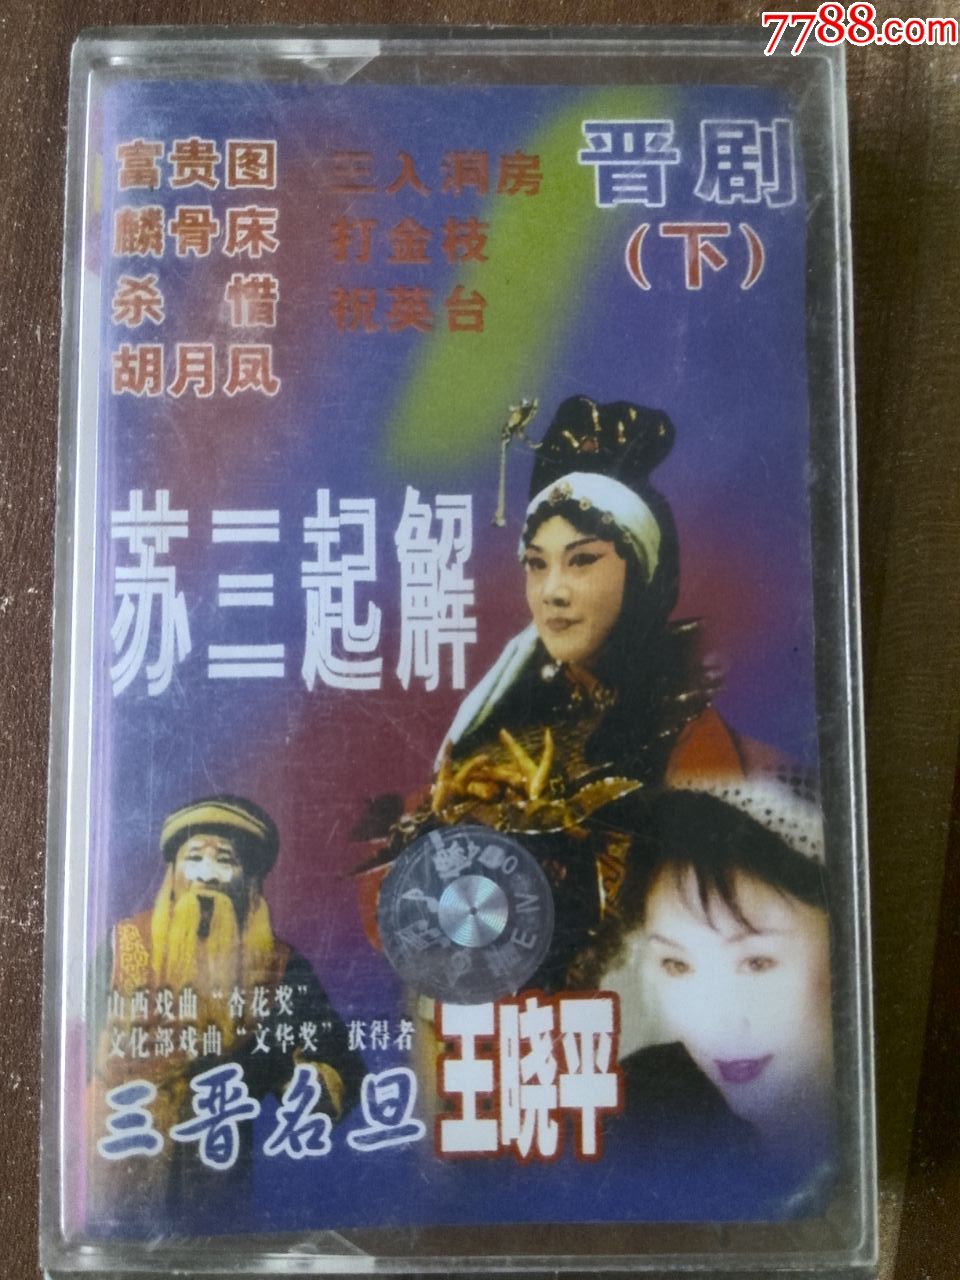 7788.com
晋剧
（下）
富贵图 三入洞房
麟骨床 打金枝
杀惜 祝英台
胡月凤
苏三起解
山西戏曲“杏花奖”
文化部戏曲“文华奖”获得者
三晋名旦 王晓平